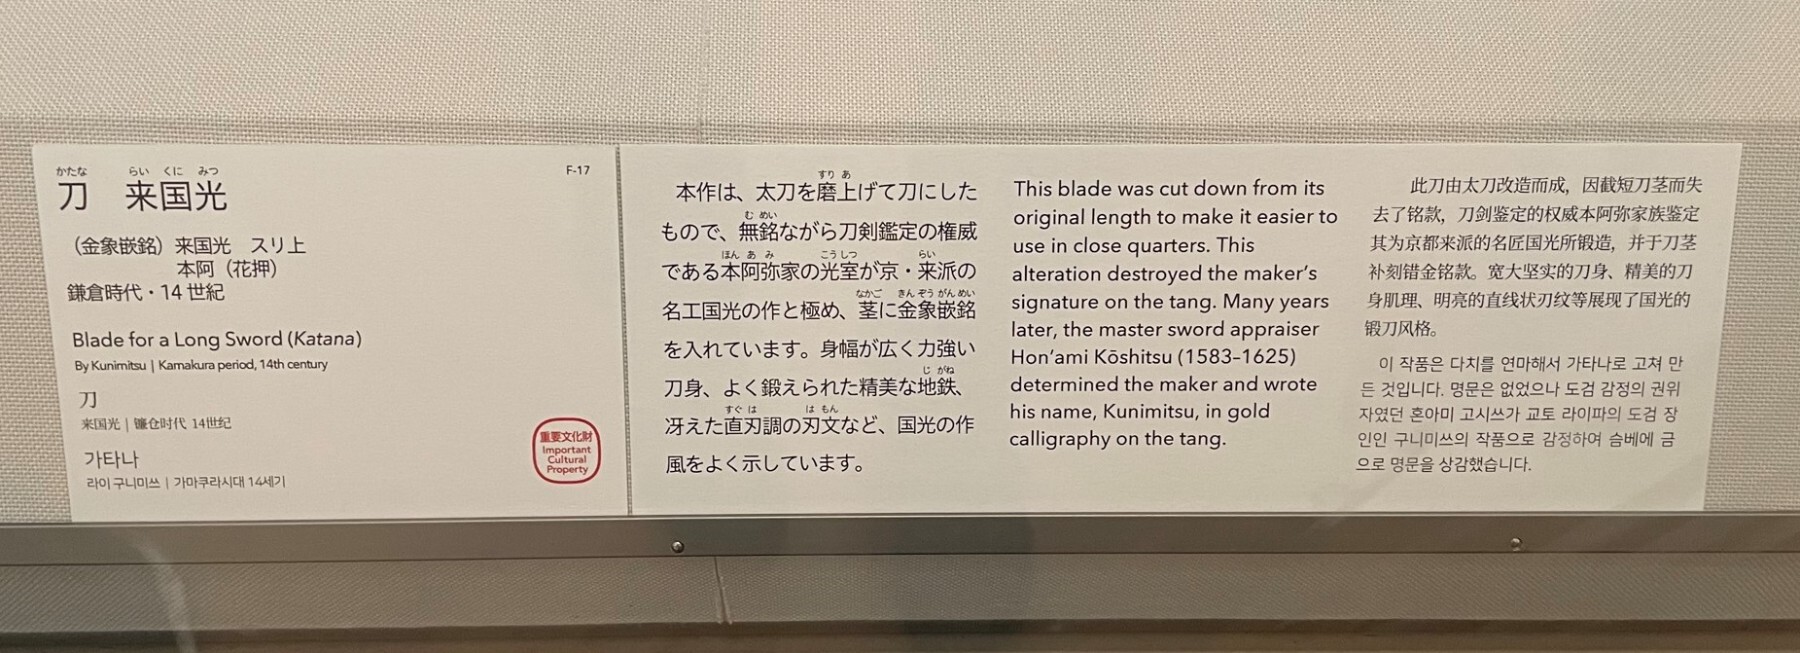 かたな　らい　くに　みつ
刀　来国光
F-17
（金象嵌銘）来国光　スリ上
本阿（花押）
鎌倉時代・14 世紀
Blade for a Long Sword (Katana)
By Kunimitsu | Kamakura period, 14th century
刀
来国光 | 镰仓时代 14世纪
가타나
라이 구니미쓰 | 가마쿠라시대 14세기
重要文化財
Important
Cultural
Property
すり あ
本作は、太刀を磨上げて刀にした
む めい
もので、無銘ながら刀剣鑑定の権威
ほん あ み　こうしつ　らい
である本阿弥家の光室が京・来派の
なかご　きん ぞう がん めい
名工国光の作と極め、茎に金象嵌銘
を入れています。身幅が広く力強い
じ がね
刀身、よく鍛えられた精美な地鉄、
すぐ は　は もん
冴えた直刃調の刃文など、国光の作
風をよく示しています。
This blade was cut down from its
original length to make it easier to
use in close quarters. This
alteration destroyed the maker's
signature on the tang. Many years
later, the master sword appraiser
Hon'ami Kōshitsu (1583–1625)
determined the maker and wrote
his name, Kunimitsu, in gold
calligraphy on the tang.
此刀由太刀改造而成，因截短刀茎而失
去了铭款，刀剑鉴定的权威本阿弥家族鉴定
其为京都来派的名匠国光所锻造，并于刀茎
补刻错金铭款。宽大坚实的刀身、精美的刀
身肌理、明亮的直线状刃纹等展现了国光的
锻刀风格。
이 작품은 다치를 연마해서 가타나로 고쳐 만
든 것입니다. 명문은 없었으나 도검 감정의 권위
자였던 혼아미 고시쓰가 교토 라이파의 도검 장
인인 구니미쓰의 작품으로 감정하여 슴베에 금
으로 명문을 상감했습니다.